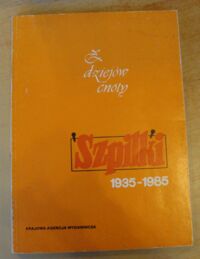 Z
dziejów
cnoty
Szpilki
1935-1985
KRAJOWA AGENCJA WYDAWNICZA